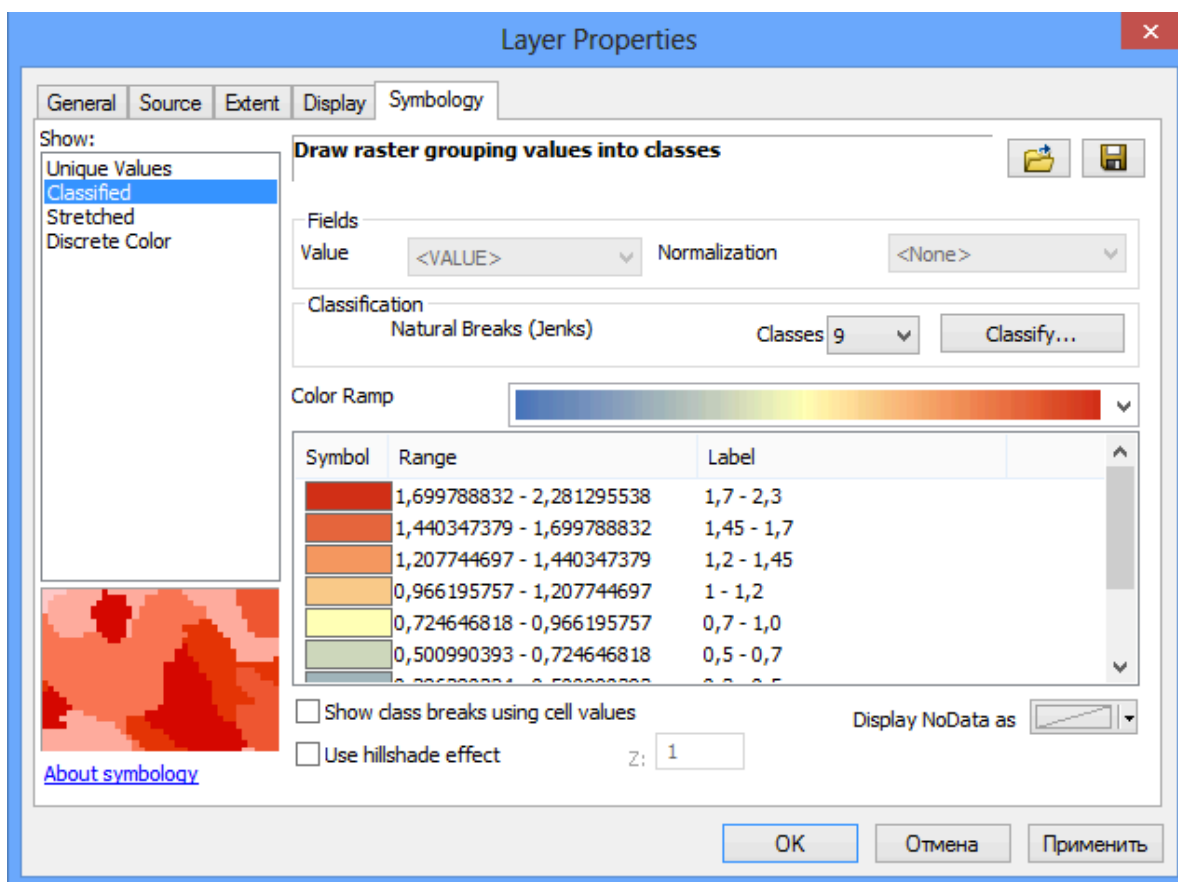 Layer Properties
General Source Extent Display Symbology
Show:
Unique Values
Classified
Stretched
Discrete Color
Draw raster grouping values into classes
Fields
Value <VALUE> Normalization <None>
Classification
Natural Breaks (Jenks) Classes 9 Classify...
Color Ramp
Symbol Range Label
1,699788832 - 2,281295538 1,7 - 2,3
1,440347379 - 1,699788832 1,45 - 1,7
1,207744697 - 1,440347379 1,2 - 1,45
0,966195757 - 1,207744697 1 - 1,2
0,724646818 - 0,966195757 0,7 - 1,0
0,500990393 - 0,724646818 0,5 - 0,7
Show class breaks using cell values
Display NoData as
Use hillshade effect Z: 1
About symbology
OK Отмена Применить